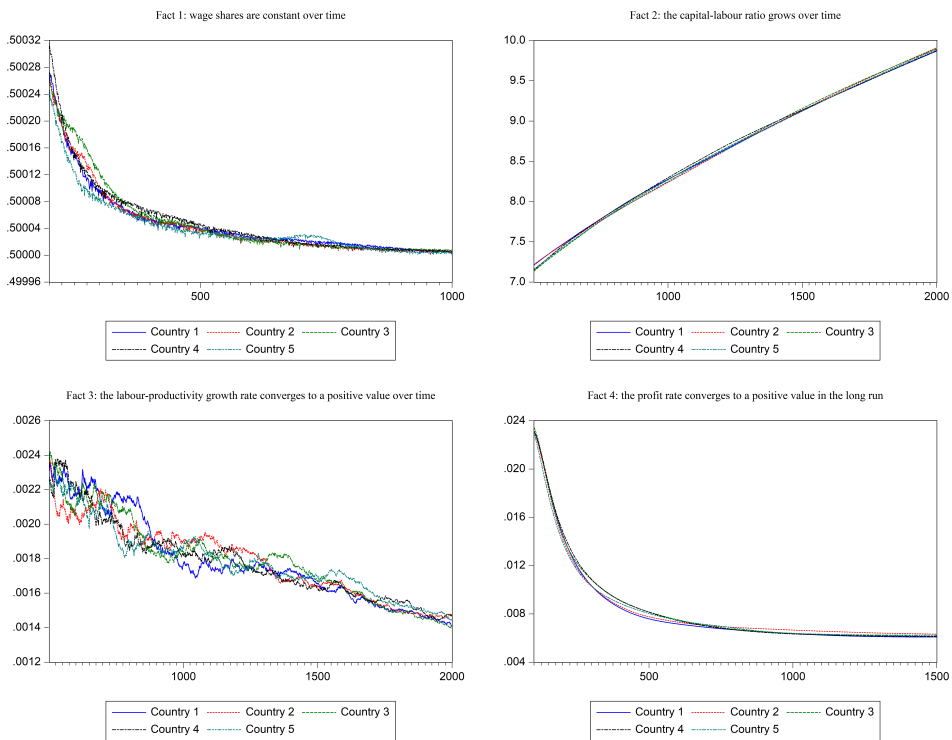 Fact 1: wage shares are constant over time
.50032
.50028
.50024
.50020
.50016
.50012
.50008
.50004
.50000
.49996
500 1000
Country 1 Country 2 Country 3
Country 4 Country 5
Fact 2: the capital-labour ratio grows over time
10.0
9.5
9.0
8.5
8.0
7.5
7.0
1000 1500 2000
Country 1 Country 2 Country 3
Country 4 Country 5
Fact 3: the labour-productivity growth rate converges to a positive value over time
.0026
.0024
.0022
.0020
.0018
.0016
.0014
.0012
1000 1500 2000
Country 1 Country 2 Country 3
Country 4 Country 5
Fact 4: the profit rate converges to a positive value in the long run
.024
.020
.016
.012
.008
.004
500 1000 1500
Country 1 Country 2 Country 3
Country 4 Country 5